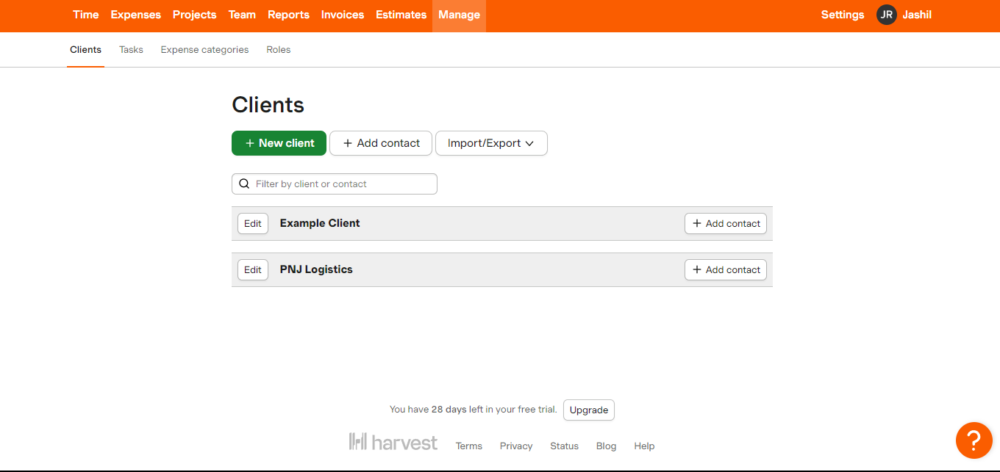 Time Expenses Projects Team Reports Invoices Estimates Manage Settings JR Jashil
Clients Tasks Expense categories Roles
Clients
+ New client + Add contact Import/Export
Filter by client or contact
Edit Example Client + Add contact
Edit PNJ Logistics + Add contact
You have 28 days left in your free trial. Upgrade
harvest Terms Privacy Status Blog Help
?